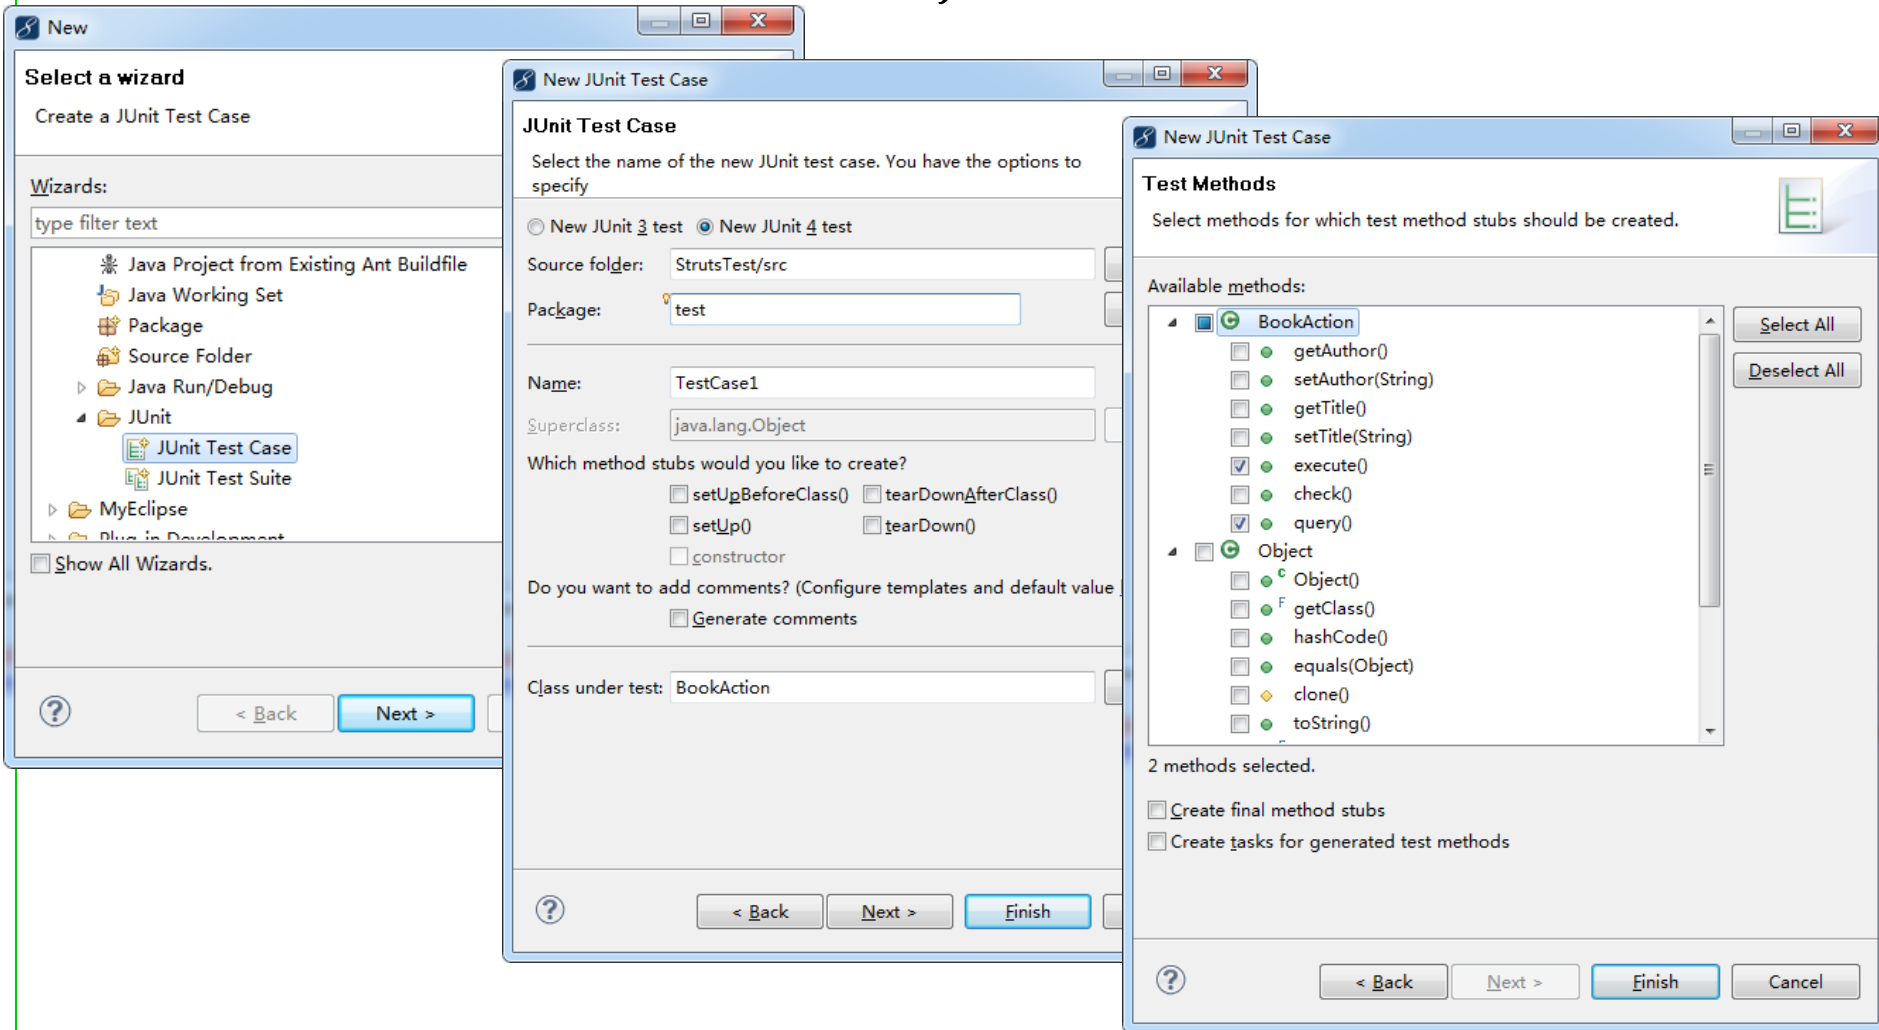 New
Select a wizard
Create a JUnit Test Case
Wizards:
type filter text
Java Project from Existing Ant Buildfile
Java Working Set
Package
Source Folder
Java Run/Debug
JUnit
JUnit Test Case
JUnit Test Suite
MyEclipse
Plug-in Development
Show All Wizards.
< Back
Next >
New JUnit Test Case
JUnit Test Case
Select the name of the new JUnit test case. You have the options to
specify
New JUnit 3 test
New JUnit 4 test
Source folder:
StrutsTest/src
Package:
test
Name:
TestCase1
Superclass:
java.lang.Object
Which method stubs would you like to create?
setUpBeforeClass()
tearDownAfterClass()
setUp()
tearDown()
constructor
Do you want to add comments? (Configure templates and default value
Generate comments
Class under test:
BookAction
< Back
Next >
Finish
New JUnit Test Case
Test Methods
Select methods for which test method stubs should be created.
Available methods:
BookAction
getAuthor()
setAuthor(String)
getTitle()
setTitle(String)
execute()
check()
query()
Object
Object()
getClass()
hashCode()
equals(Object)
clone()
toString()
Select All
Deselect All
2 methods selected.
Create final method stubs
Create tasks for generated test methods
< Back
Next >
Finish
Cancel